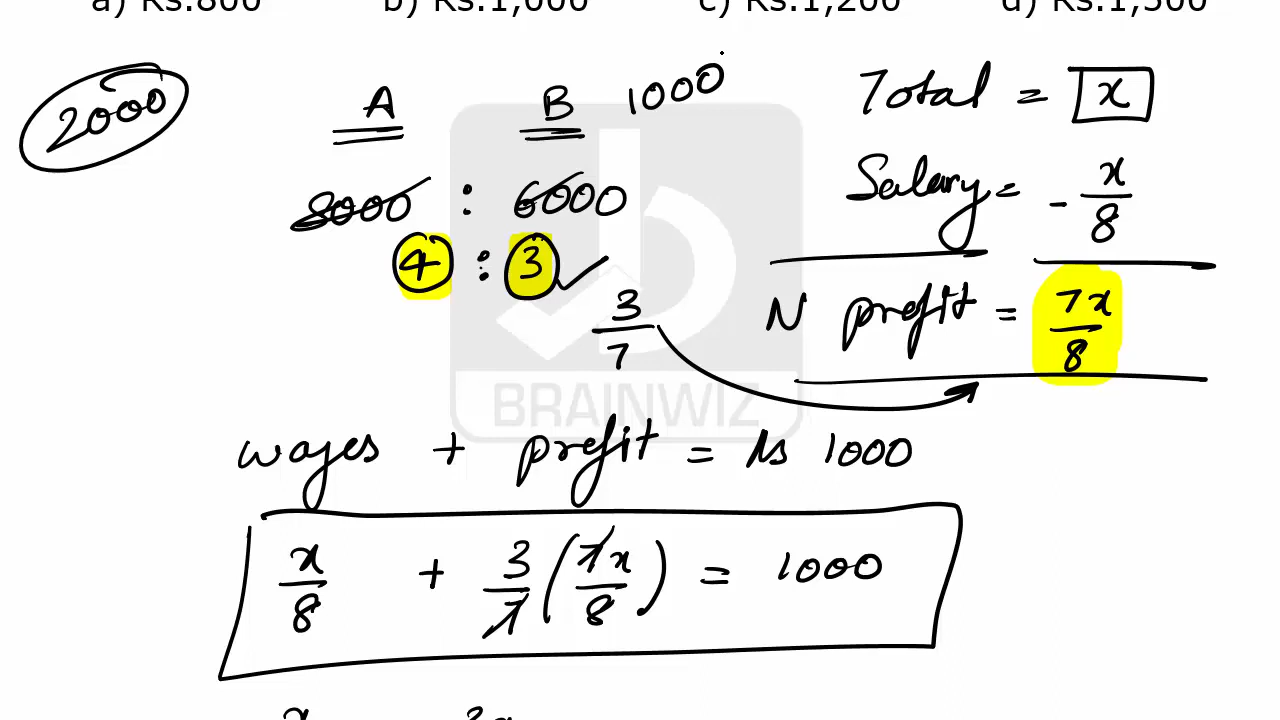 a) Rs.800 b) Rs.1,000 c) Rs.1,200 d) Rs.1,500
2000
A B 1000
8000 : 6000
4 : 3
3/7
Total = x
Salary = - x/8
N profit = 7x/8
BRAINWIZ
wages + profit = Rs 1000
x/8 + 3/7 (7x/8) = 1000
x 3x